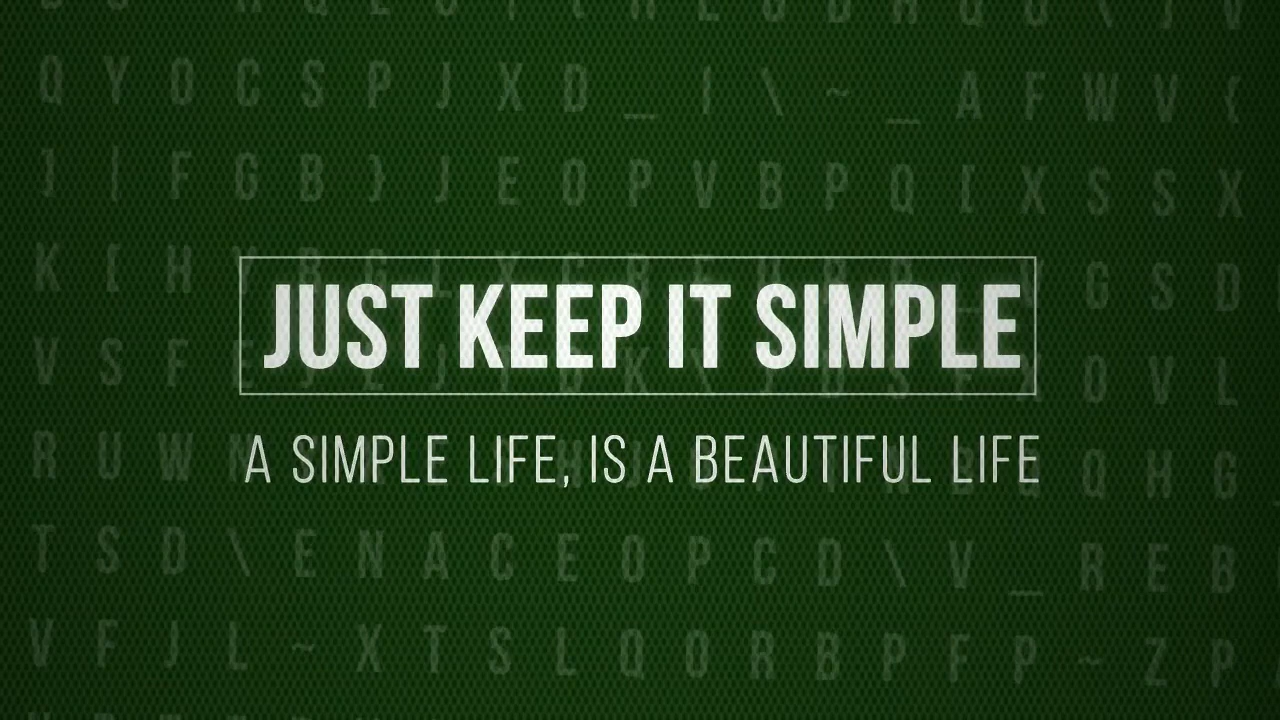 Q Y O C S P J X D _ I \ ~ _ A F W V {
] | F G B } J E O P V B P Q [ X S S X
K [ H G S D
JUST KEEP IT SIMPLE
V S F O V L
A SIMPLE LIFE, IS A BEAUTIFUL LIFE
R U W Q H G
T S D \ E N A C E O P C D \ V _ R E B
V F J L ~ X T S L Q O R B P F P ~ Z P